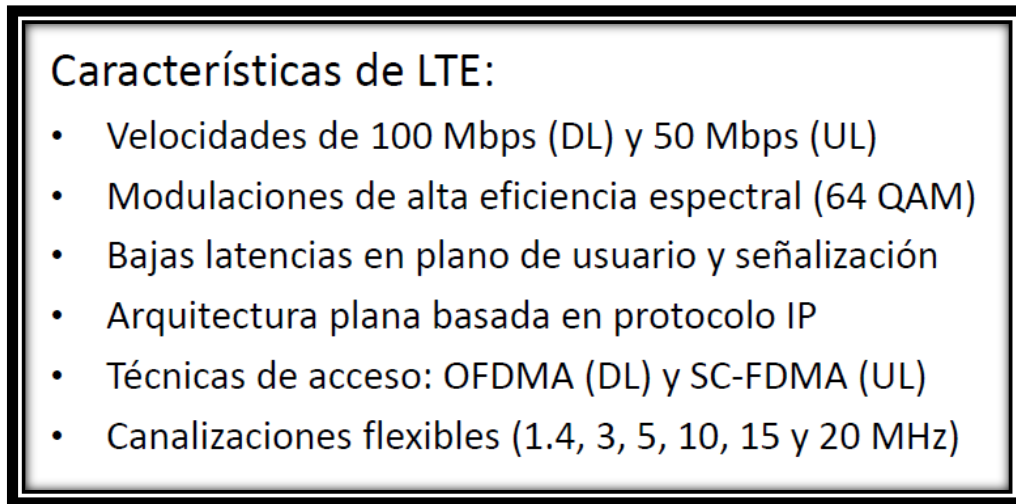 Características de LTE:
• Velocidades de 100 Mbps (DL) y 50 Mbps (UL)
• Modulaciones de alta eficiencia espectral (64 QAM)
• Bajas latencias en plano de usuario y señalización
• Arquitectura plana basada en protocolo IP
• Técnicas de acceso: OFDMA (DL) y SC-FDMA (UL)
• Canalizaciones flexibles (1.4, 3, 5, 10, 15 y 20 MHz)